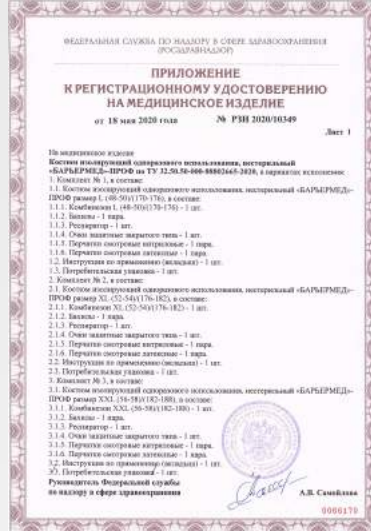 ФЕДЕРАЛЬНАЯ СЛУЖБА ПО НАДЗОРУ В СФЕРЕ ЗДРАВООХРАНЕНИЯ
(РОСЗДРАВНАДЗОР)
ПРИЛОЖЕНИЕ
К РЕГИСТРАЦИОННОМУ УДОСТОВЕРЕНИЮ
НА МЕДИЦИНСКОЕ ИЗДЕЛИЕ
от 18 мая 2020 года № РЗН 2020/10349
Лист 1
На медицинское изделие
Костюм изолирующий одноразового использования, нестерильный
«БАРЬЕРМЕД»-ПРОФ по ТУ 32.50.50-000-88802665-2020, в вариантах исполнения:
1. Комплект № 1, в составе:
1.1. Костюм изолирующий одноразового использования, нестерильный «БАРЬЕРМЕД»-
ПРОФ размер L (48-50)/(170-176), в составе:
1.1.1. Комбинезон L (48-50)/(170-176) - 1 шт.
1.1.2. Бахилы - 1 пара.
1.1.3. Респиратор - 1 шт.
1.1.4. Очки защитные закрытого типа - 1 шт.
1.1.5. Перчатки смотровые нитриловые - 1 пара.
1.1.6. Перчатки смотровые латексные - 1 пара.
1.2. Инструкция по применению (вкладыш) - 1 шт.
1.3. Потребительская упаковка - 1 шт.
2. Комплект № 2, в составе:
2.1. Костюм изолирующий одноразового использования, нестерильный «БАРЬЕРМЕД»-
ПРОФ размер XL (52-54)/(176-182), в составе:
2.1.1. Комбинезон XL (52-54)/(176-182) - 1 шт.
2.1.2. Бахилы - 1 пара.
2.1.3. Респиратор - 1 шт.
2.1.4. Очки защитные закрытого типа - 1 шт.
2.1.5. Перчатки смотровые нитриловые - 1 пара.
2.1.6. Перчатки смотровые латексные - 1 пара.
2.2. Инструкция по применению (вкладыш) - 1 шт.
2.3. Потребительская упаковка - 1 шт.
3. Комплект № 3, в составе:
3.1. Костюм изолирующий одноразового использования, нестерильный «БАРЬЕРМЕД»-
ПРОФ размер XXL (56-58)/(182-188), в составе:
3.1.1. Комбинезон XXL (56-58)/(182-188) - 1 шт.
3.1.2. Бахилы - 1 пара.
3.1.3. Респиратор - 1 шт.
3.1.4. Очки защитные закрытого типа - 1 шт.
3.1.5. Перчатки смотровые нитриловые - 1 пара.
3.1.6. Перчатки смотровые латексные - 1 пара.
3.2. Инструкция по применению (вкладыш) - 1 шт.
3.3. Потребительская упаковка - 1 шт.
Руководитель Федеральной службы
по надзору в сфере здравоохранения
А.В. Самойлова
0066170